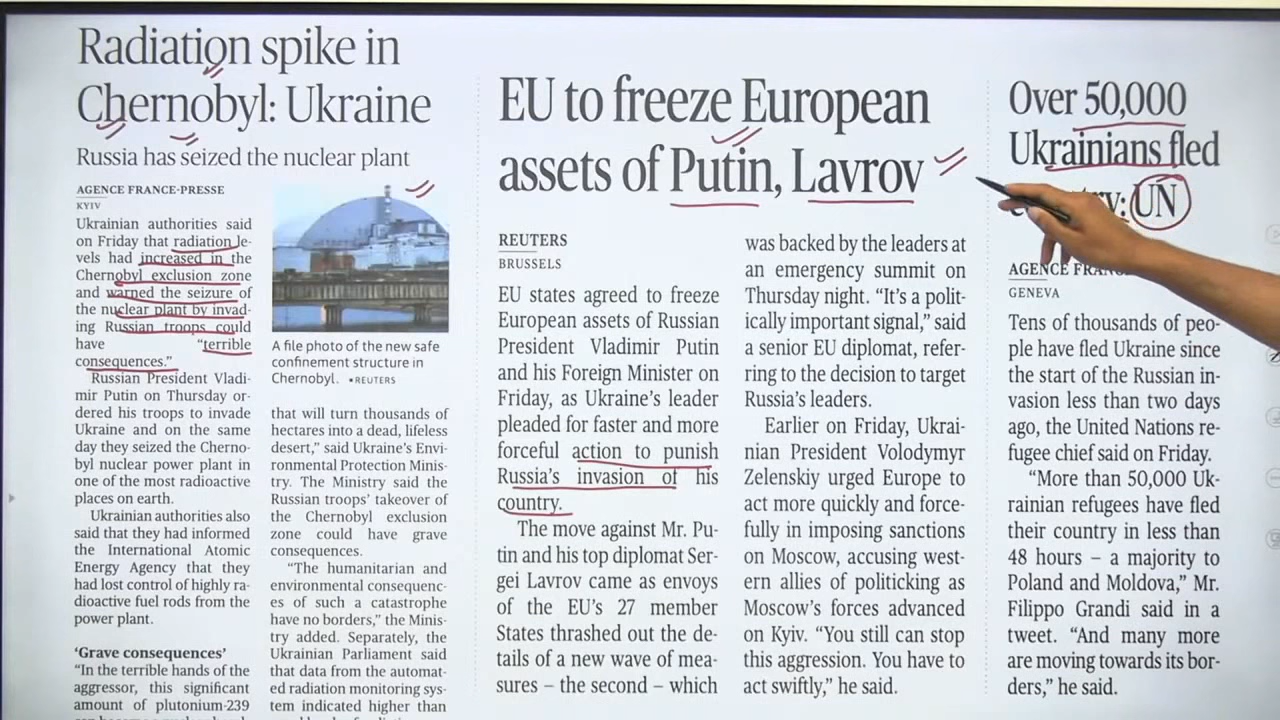 Radiation spike in
Chernobyl: Ukraine
Russia has seized the nuclear plant
AGENCE FRANCE-PRESSE
KYIV
Ukrainian authorities said
on Friday that radiation le-
vels had increased in the
Chernobyl exclusion zone
and warned the seizure of
the nuclear plant by invad-
ing Russian troops could
have "terrible
consequences."
Russian President Vladi-
mir Putin on Thursday or-
dered his troops to invade
Ukraine and on the same
day they seized the Cherno-
byl nuclear power plant in
one of the most radioactive
places on earth.
Ukrainian authorities also
said that they had informed
the International Atomic
Energy Agency that they
had lost control of highly ra-
dioactive fuel rods from the
power plant.
'Grave consequences'
"In the terrible hands of the
aggressor, this significant
amount of plutonium-239
A file photo of the new safe
confinement structure in
Chernobyl. •REUTERS
that will turn thousands of
hectares into a dead, lifeless
desert," said Ukraine's Envi-
ronmental Protection Minis-
try. The Ministry said the
Russian troops' takeover of
the Chernobyl exclusion
zone could have grave
consequences.
"The humanitarian and
environmental consequenc-
es of such a catastrophe
have no borders," the Minis-
try added. Separately, the
Ukrainian Parliament said
that data from the automat-
ed radiation monitoring sys-
tem indicated higher than
EU to freeze European
assets of Putin, Lavrov
REUTERS
BRUSSELS
EU states agreed to freeze
European assets of Russian
President Vladimir Putin
and his Foreign Minister on
Friday, as Ukraine's leader
pleaded for faster and more
forceful action to punish
Russia's invasion of his
country.
The move against Mr. Pu-
tin and his top diplomat Ser-
gei Lavrov came as envoys
of the EU's 27 member
States thrashed out the de-
tails of a new wave of mea-
sures – the second – which
was backed by the leaders at
an emergency summit on
Thursday night. "It's a polit-
ically important signal," said
a senior EU diplomat, refer-
ring to the decision to target
Russia's leaders.
Earlier on Friday, Ukrai-
nian President Volodymyr
Zelenskiy urged Europe to
act more quickly and force-
fully in imposing sanctions
on Moscow, accusing west-
ern allies of politicking as
Moscow's forces advanced
on Kyiv. "You still can stop
this aggression. You have to
act swiftly," he said.
Over 50,000
Ukrainians fled
UN
AGENCE
GENEVA
Tens of thousands of peo-
ple have fled Ukraine since
the start of the Russian in-
vasion less than two days
ago, the United Nations re-
fugee chief said on Friday.
"More than 50,000 Uk-
rainian refugees have fled
their country in less than
48 hours – a majority to
Poland and Moldova," Mr.
Filippo Grandi said in a
tweet. "And many more
are moving towards its bor-
ders," he said.